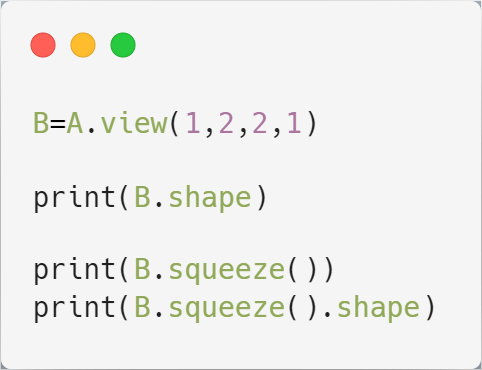 B=A.view(1,2,2,1)
print(B.shape)
print(B.squeeze())
print(B.squeeze().shape)